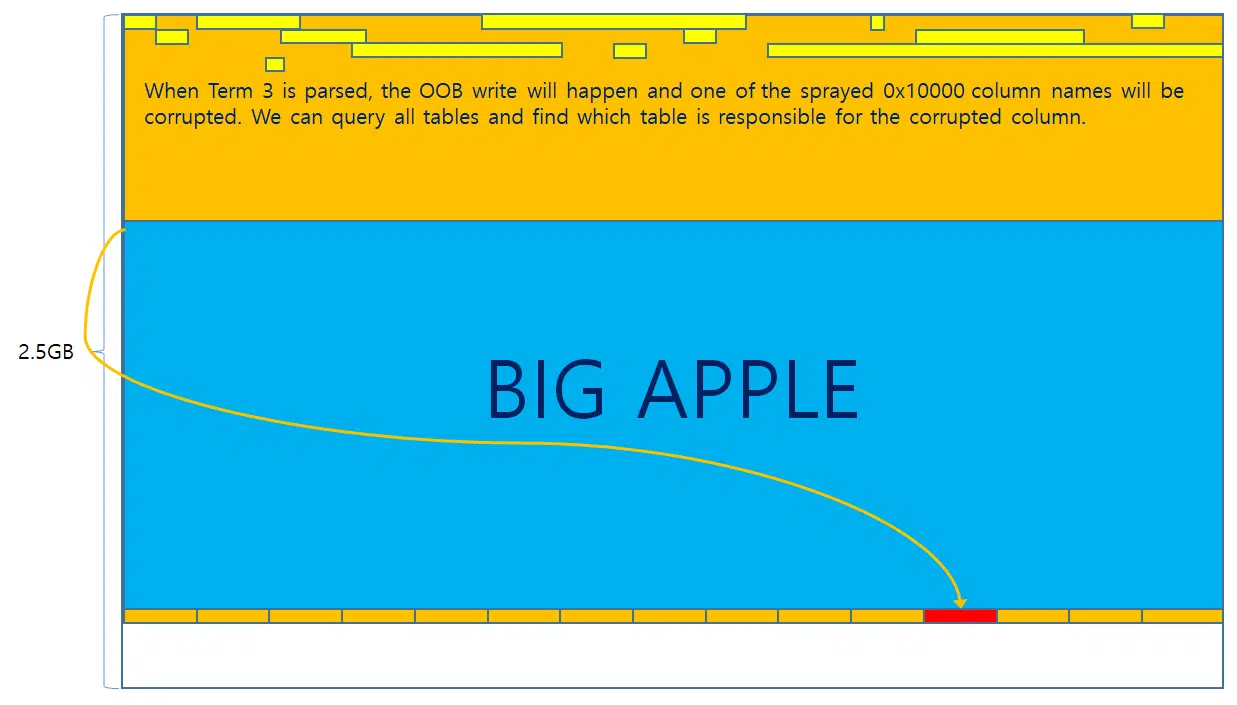 When Term 3 is parsed, the OOB write will happen and one of the sprayed 0x10000 column names will be
corrupted. We can query all tables and find which table is responsible for the corrupted column.
2.5GB
BIG APPLE